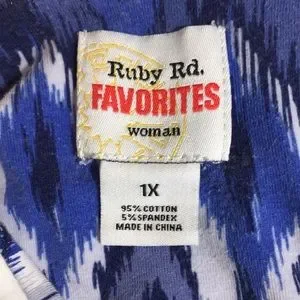 Ruby Rd.
FAVORITES
woman
1X
95% COTTON
5% SPANDEX
MADE IN CHINA